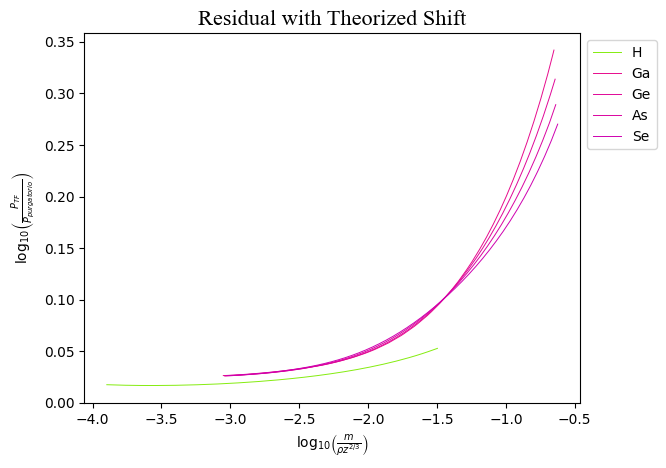 Residual with Theorized Shift
0.35
0.30
0.25
0.20
0.15
0.10
0.05
0.00
log10(P_TF/P_purgatorio)
−4.0 −3.5 −3.0 −2.5 −2.0 −1.5 −1.0 −0.5
log10(m/ρz^2/3)
H
Ga
Ge
As
Se